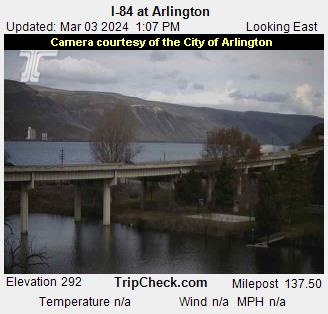 I-84 at Arlington
Updated: Mar 03 2024 1:07 PM Looking East
Camera courtesy of the City of Arlington
Elevation 292 TripCheck.com Milepost 137.50
Temperature n/a Wind n/a MPH n/a